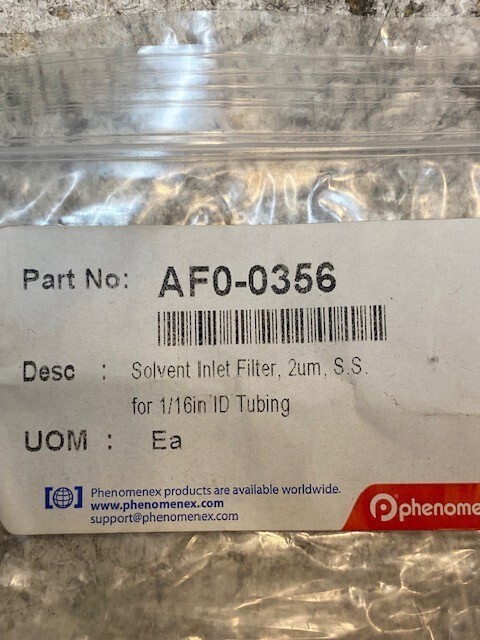 Part No: AF0-0356
Desc : Solvent Inlet Filter, 2um, S.S.
for 1/16in ID Tubing
UOM : Ea
Phenomenex products are available worldwide.
www.phenomenex.com
support@phenomenex.com
phenome